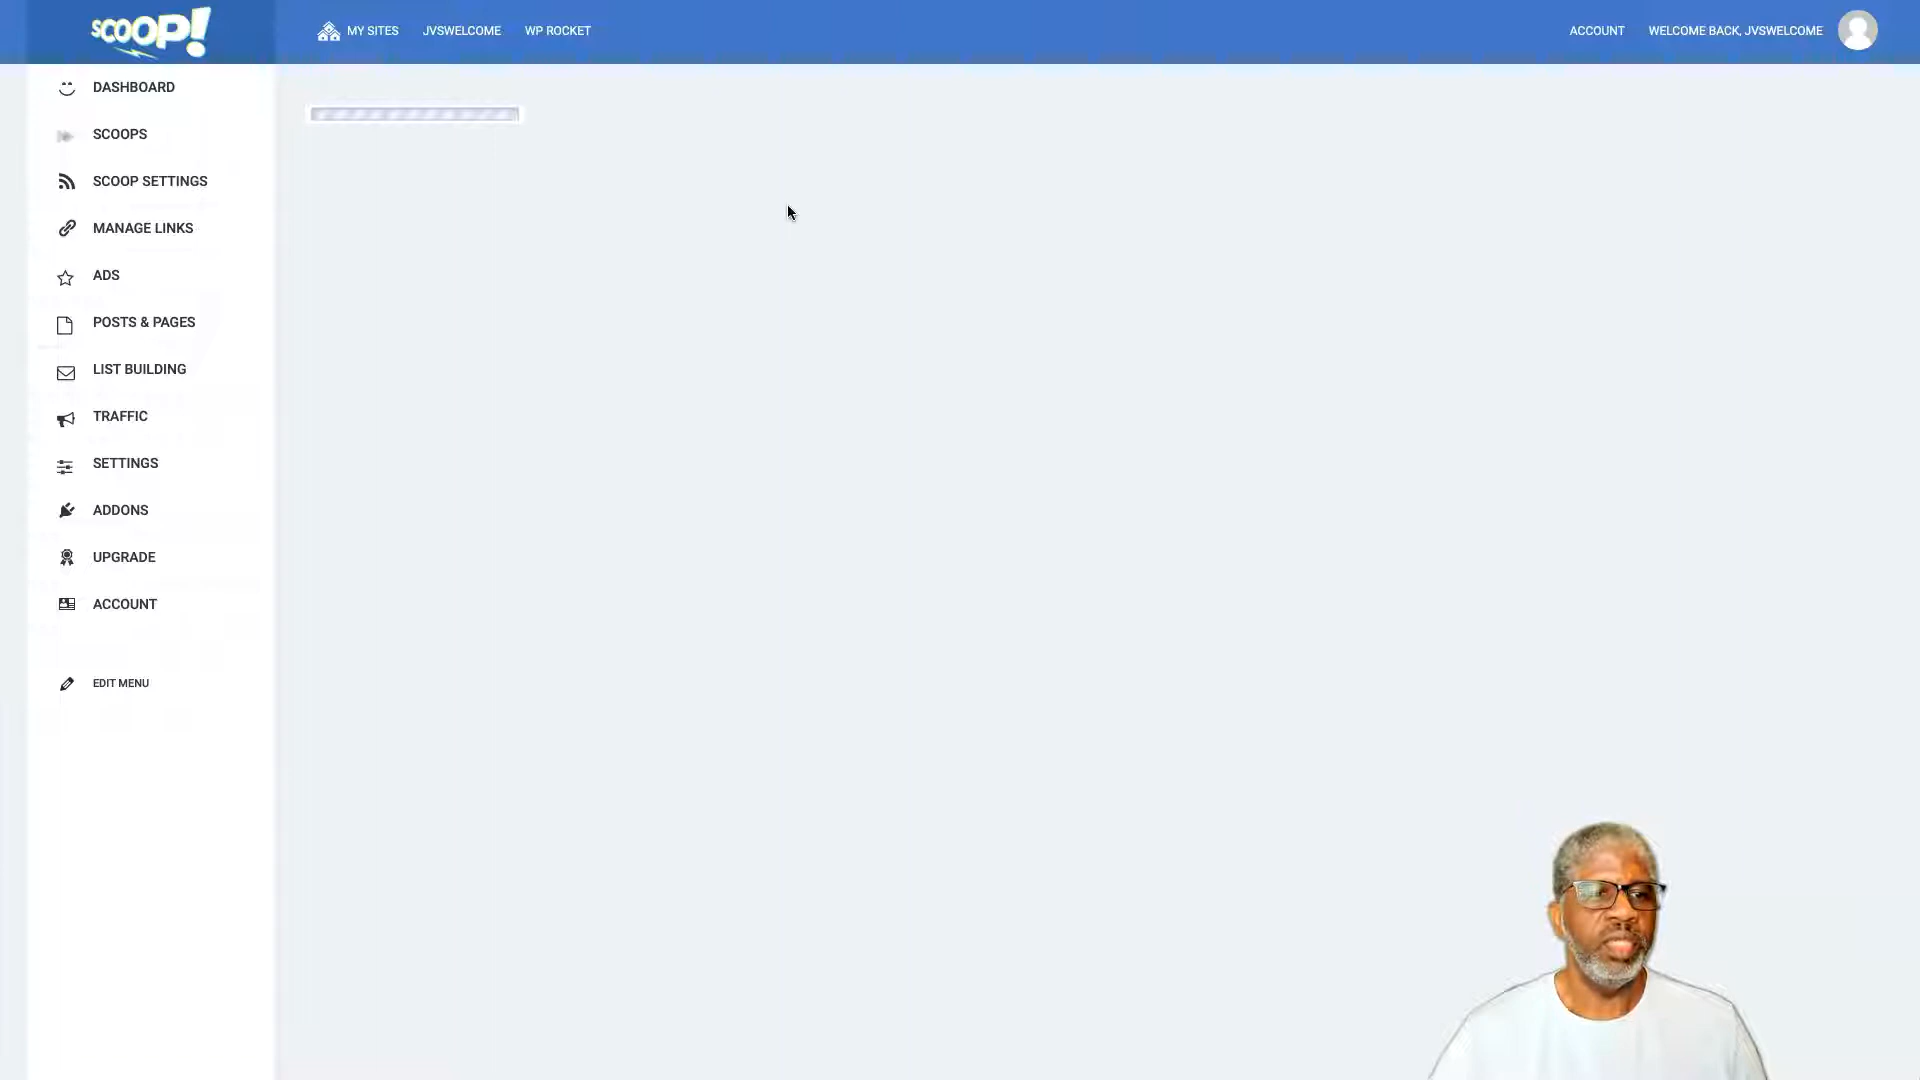 SCOOP!
MY SITES
JVSWELCOME
WP ROCKET
ACCOUNT
WELCOME BACK, JVSWELCOME
DASHBOARD
SCOOPS
SCOOP SETTINGS
MANAGE LINKS
ADS
POSTS & PAGES
LIST BUILDING
TRAFFIC
SETTINGS
ADDONS
UPGRADE
ACCOUNT
EDIT MENU